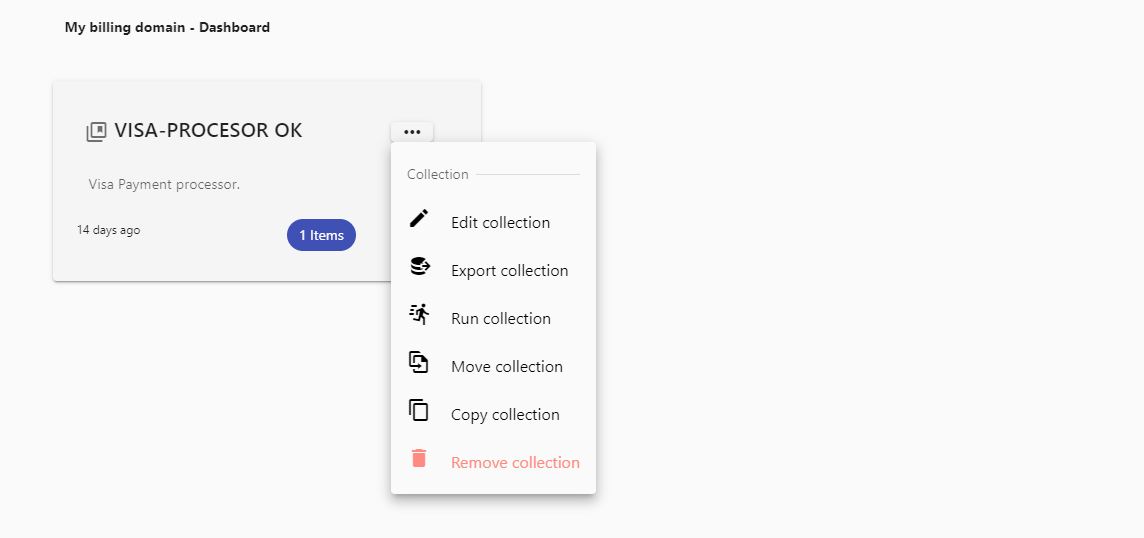 My billing domain - Dashboard
VISA-PROCESOR OK
Visa Payment processor.
14 days ago
1 Items
Collection
Edit collection
Export collection
Run collection
Move collection
Copy collection
Remove collection